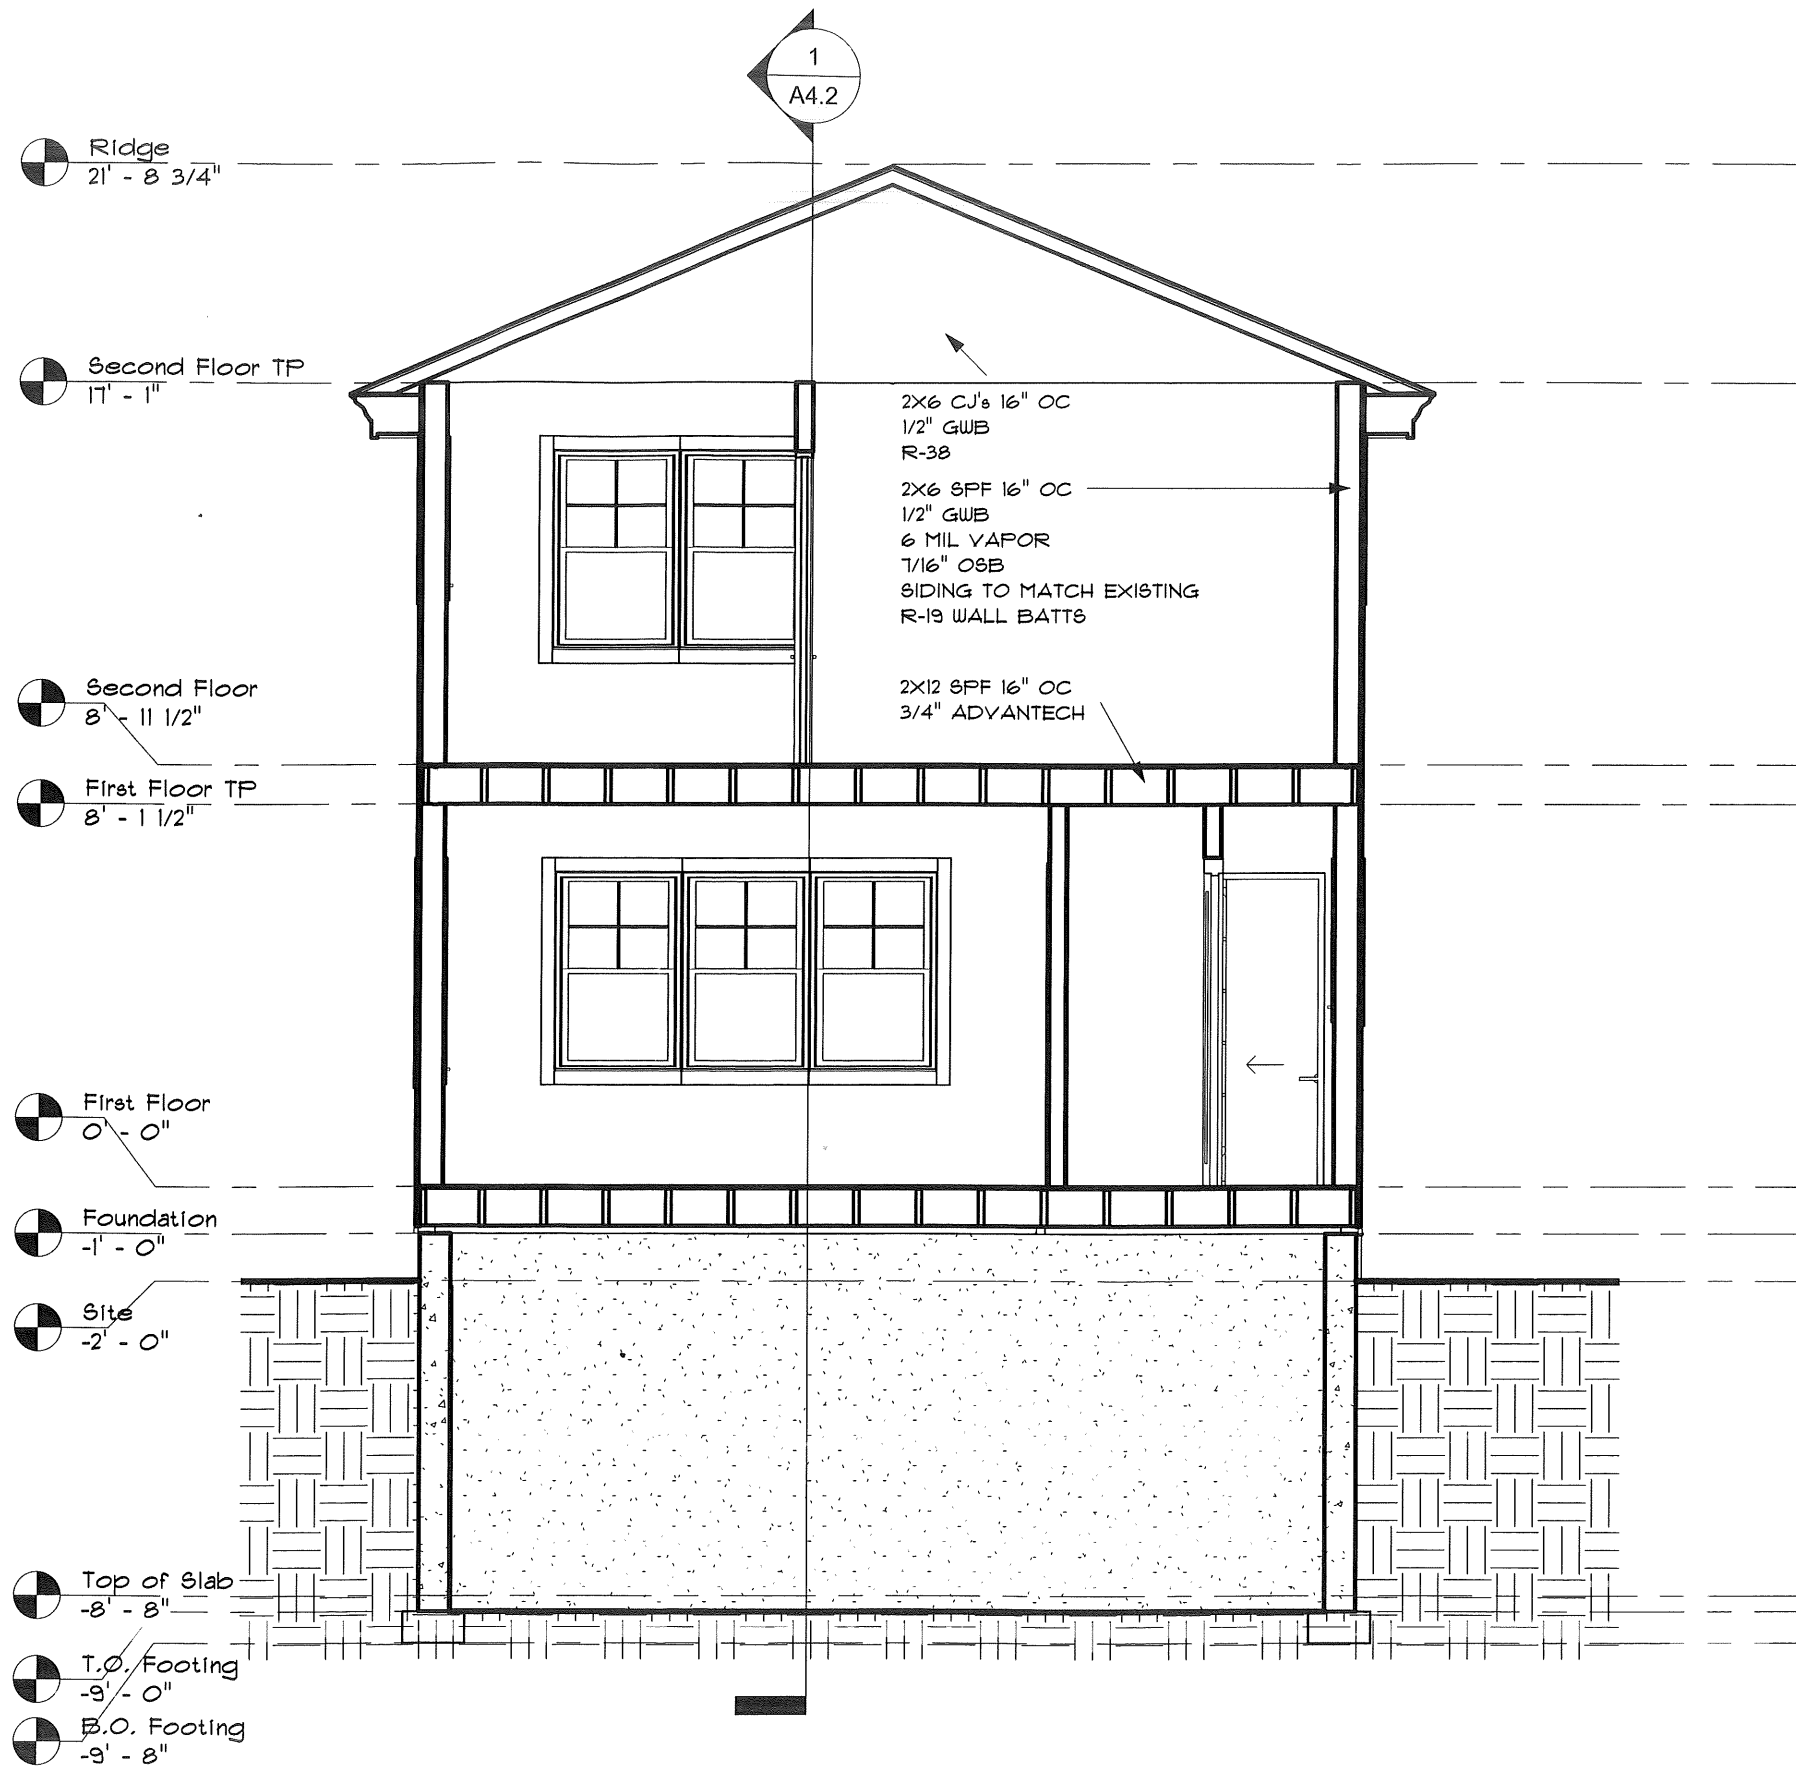 1
A4.2
Ridge
21' - 8 3/4"
Second Floor TP
17' - 1"
2X6 CJ's 16" OC
1/2" GWB
R-38
2X6 SPF 16" OC
1/2" GWB
6 MIL VAPOR
7/16" OSB
SIDING TO MATCH EXISTING
R-19 WALL BATTS
Second Floor
8' - 11 1/2"
2X12 SPF 16" OC
3/4" ADVANTECH
First Floor TP
8' - 1 1/2"
First Floor
0' - 0"
Foundation
-1' - 0"
Site
-2' - 0"
Top of Slab
-8' - 8"
T.O. Footing
-9' - 0"
B.O. Footing
-9' - 8"